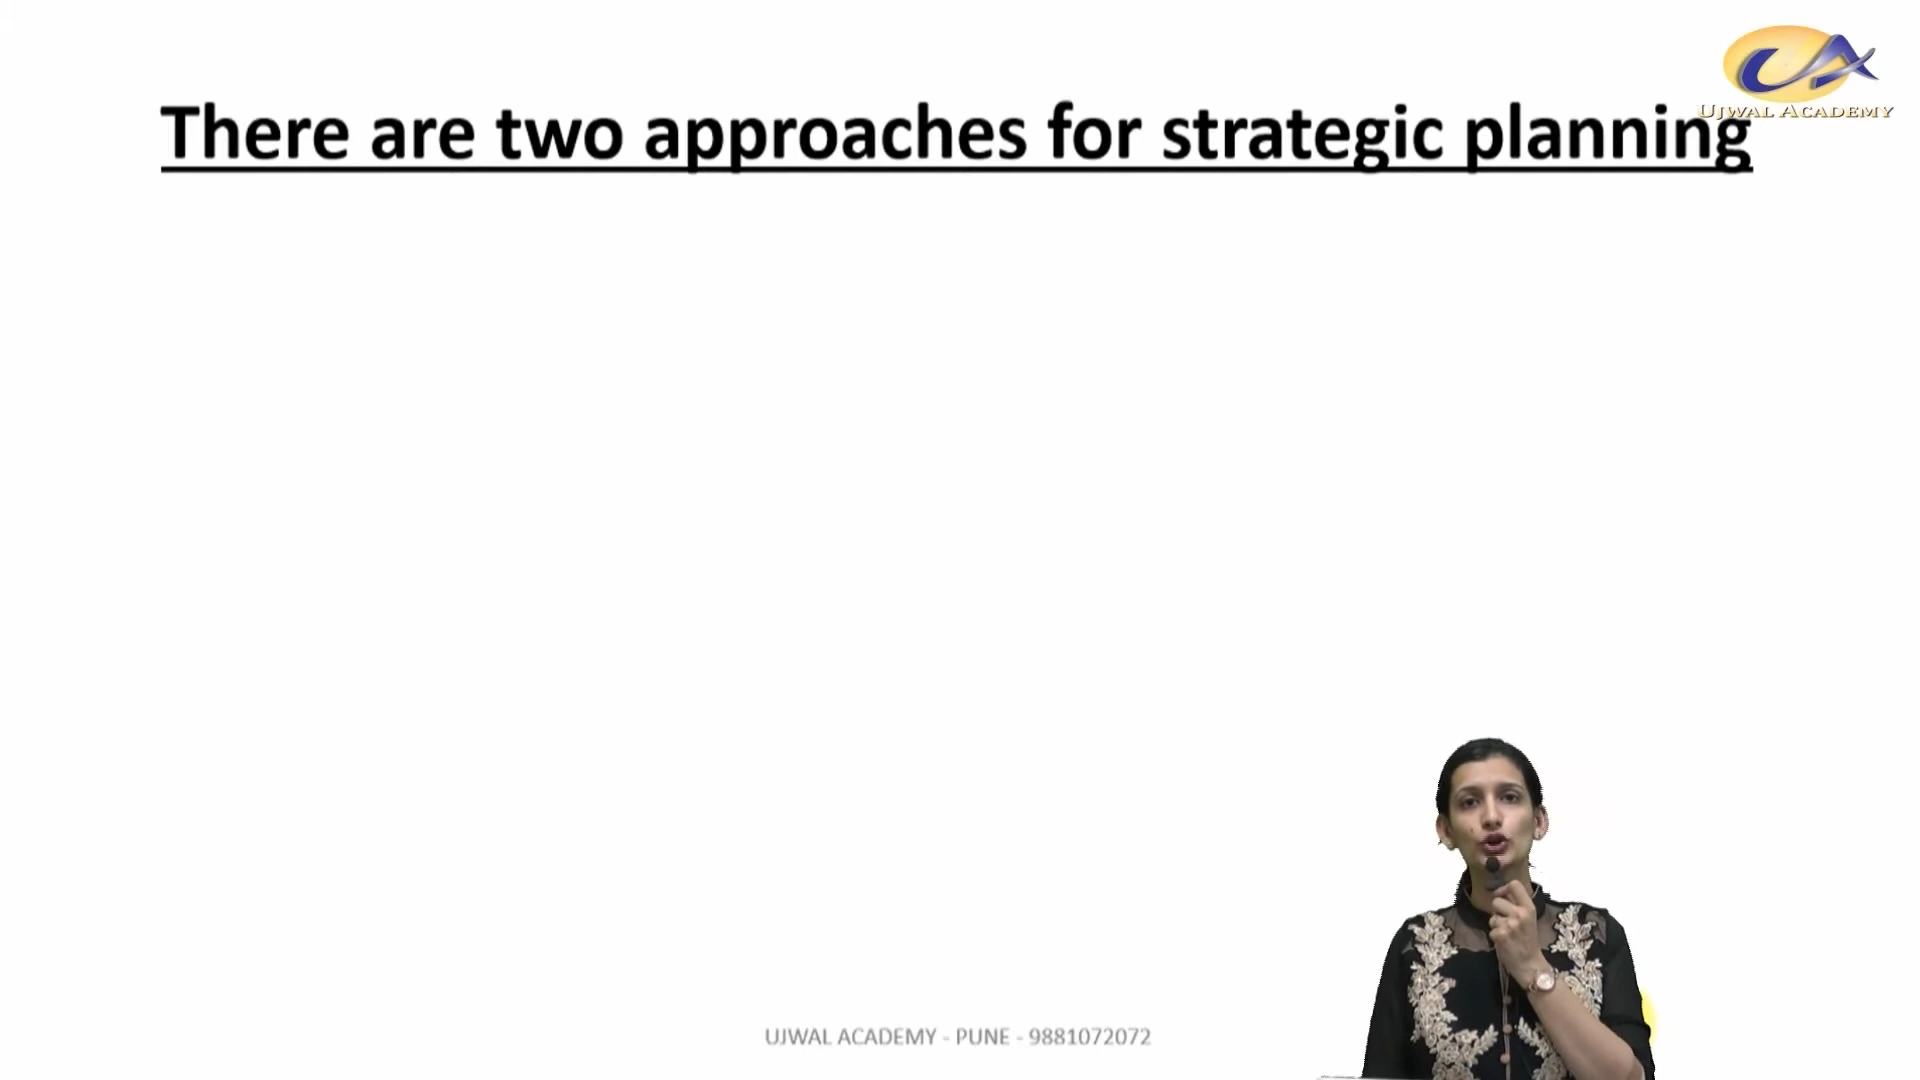 UJWAL ACADEMY
There are two approaches for strategic planning
UJWAL ACADEMY - PUNE - 9881072072